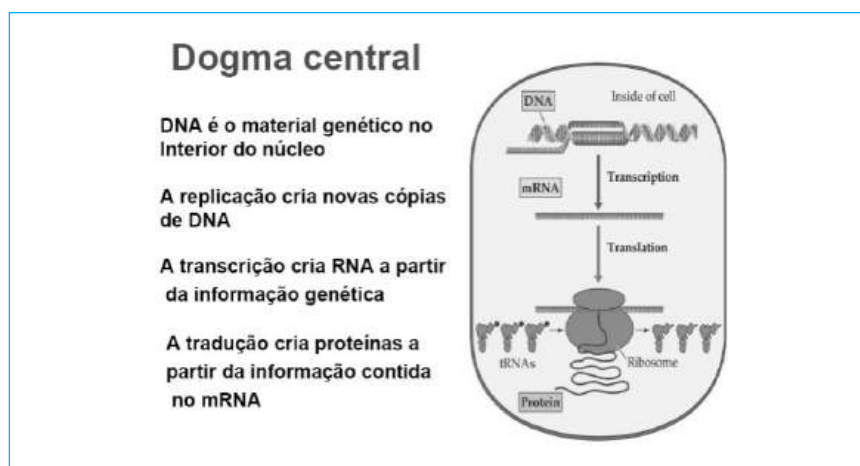 Dogma central
DNA é o material genético no
Interior do núcleo
A replicação cria novas cópias
de DNA
A transcrição cria RNA a partir
da informação genética
A tradução cria proteínas a
partir da informação contida
no mRNA
Inside of cell
DNA
Transcription
mRNA
Translation
tRNAs
Ribosome
Protein